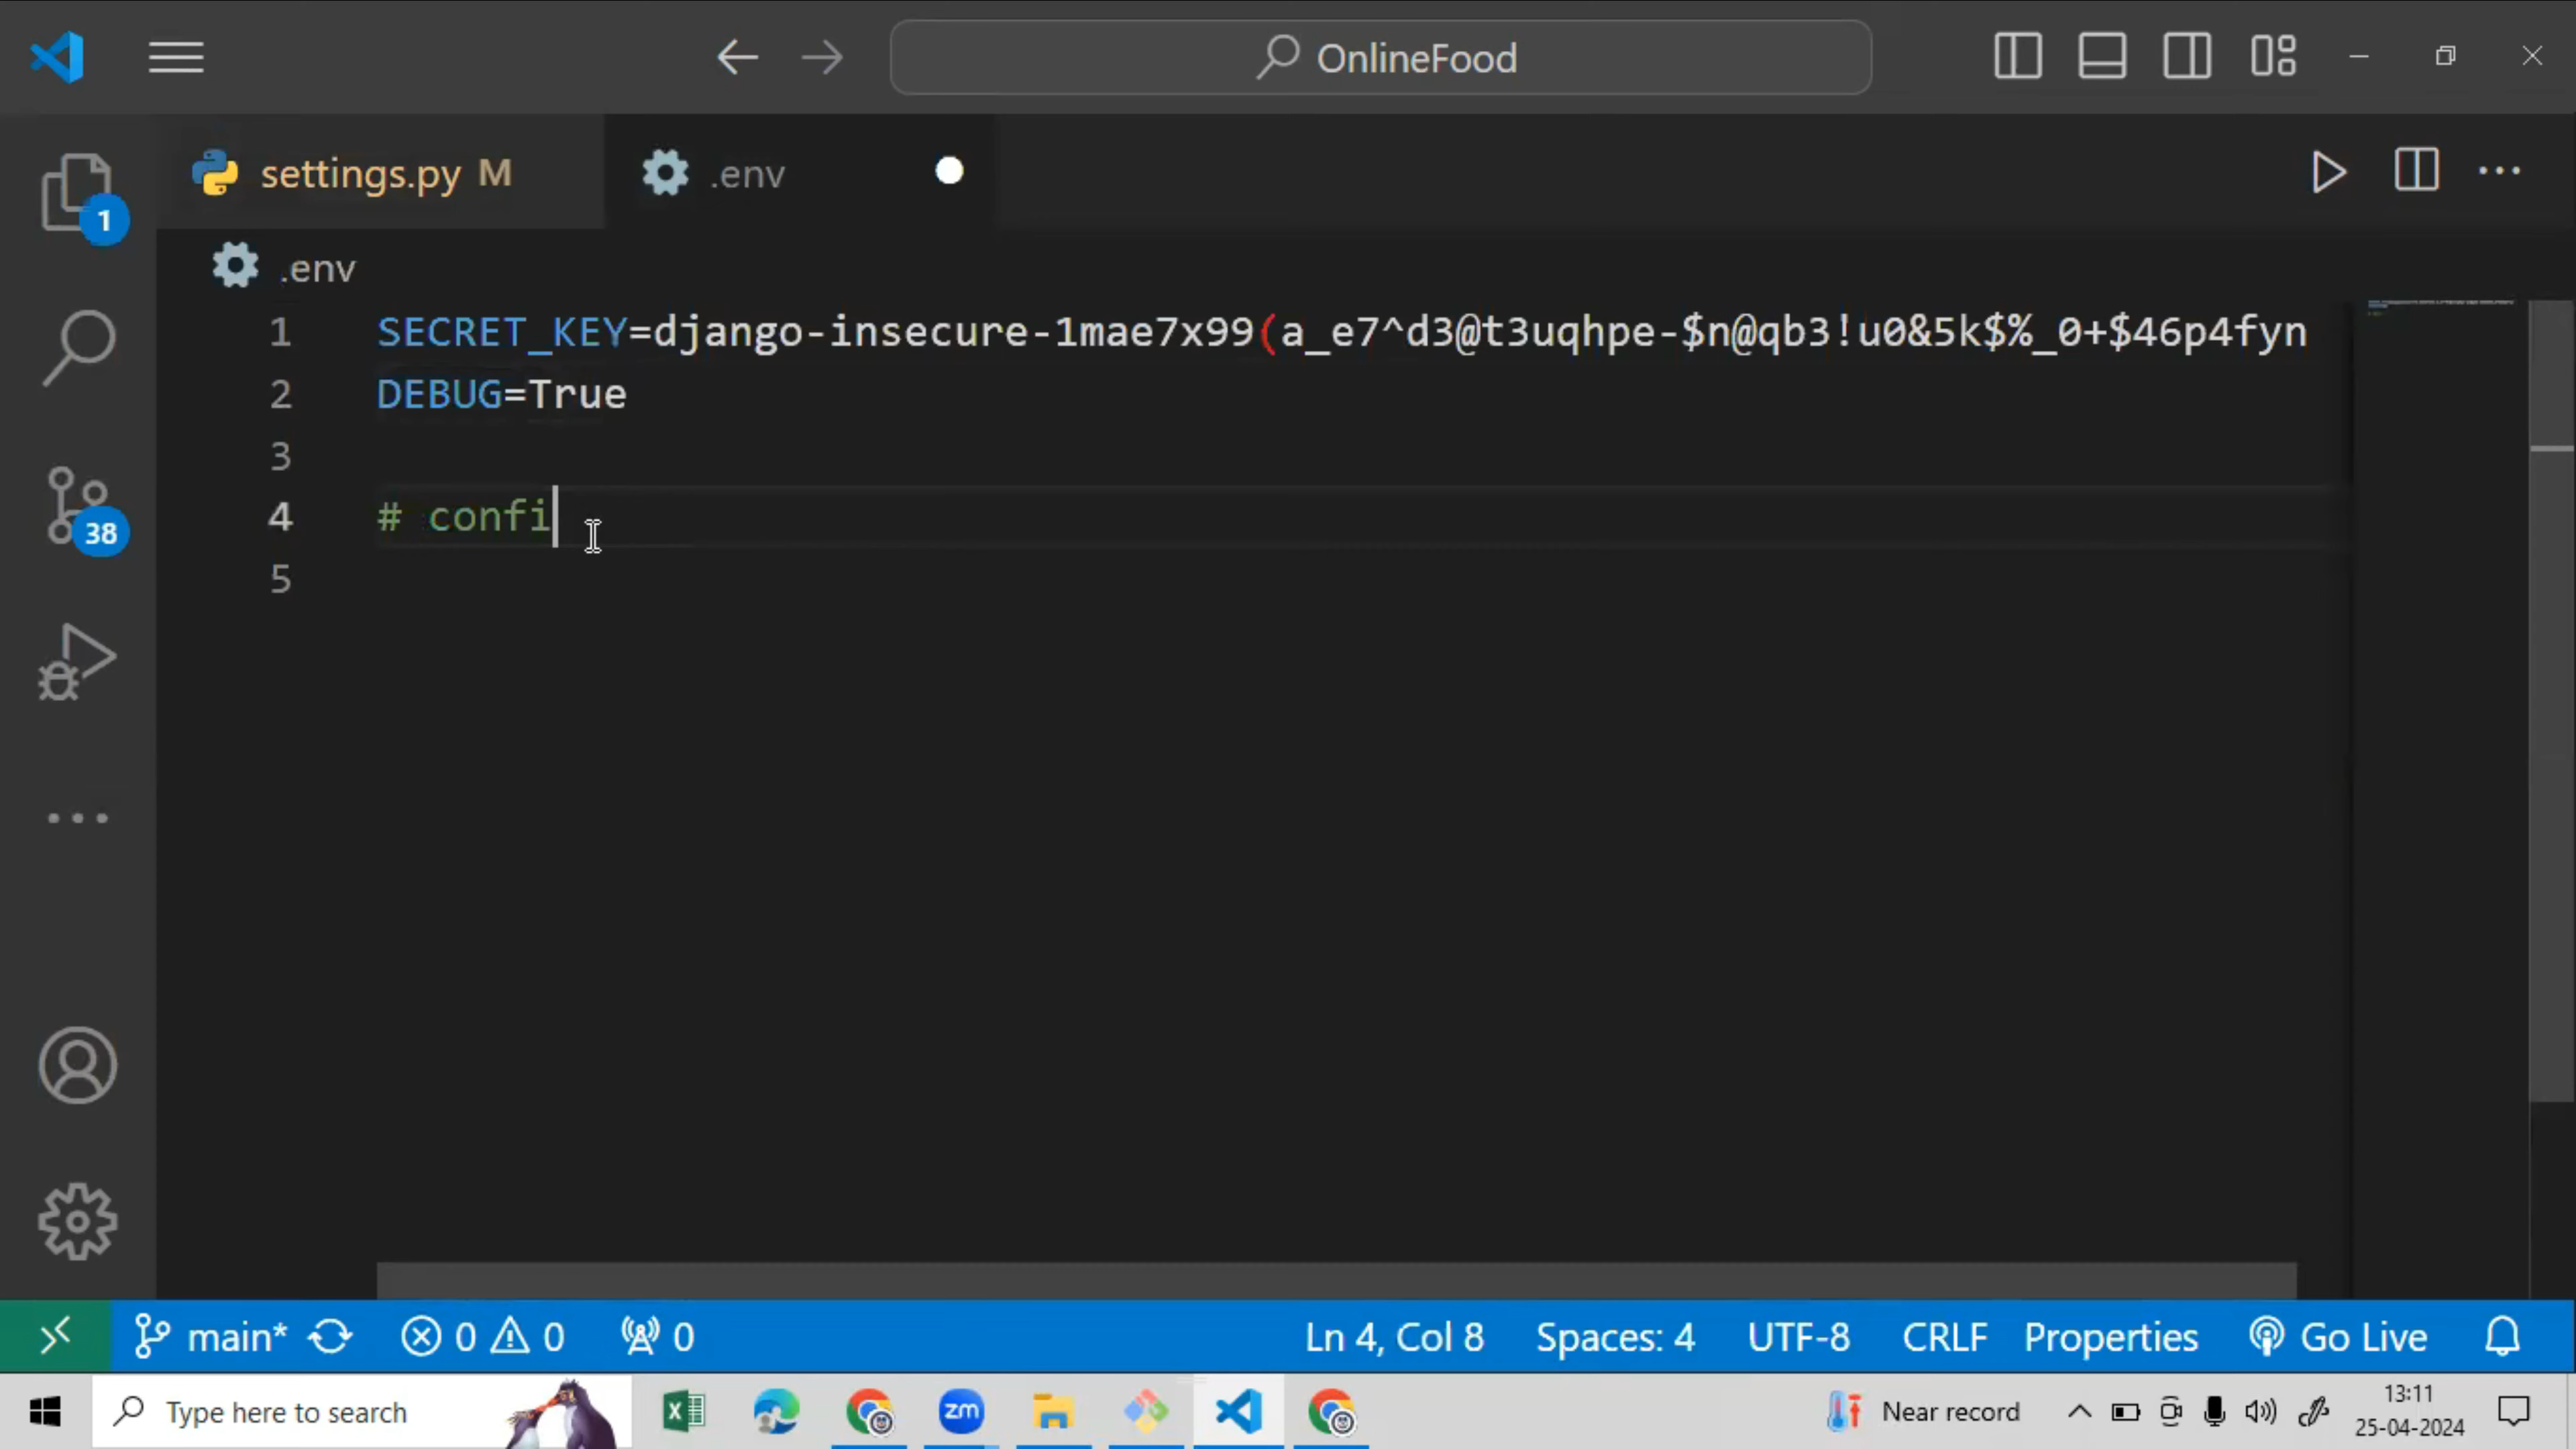 OnlineFood
settings.py M
.env
1
.env
1 SECRET_KEY=django-insecure-1mae7x99(a_e7^d3@t3uqhpe-$n@qb3!u0&5k$%_0+$46p4fyn
2 DEBUG=True
3
4 # confi
5
38
main* 0 0 0 Ln 4, Col 8 Spaces: 4 UTF-8 CRLF Properties Go Live
Type here to search
zm
Near record
13:11
25-04-2024